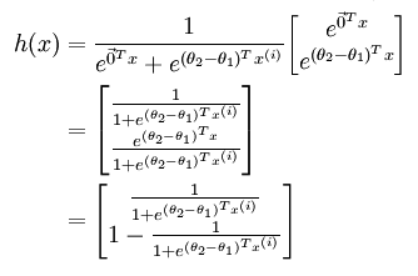 h(x) = \frac{1}{e^{\vec{0}^T x} + e^{(\theta_2-\theta_1)^T x^{(i)}}} \begin{bmatrix} e^{\vec{0}^T x} \\ e^{(\theta_2-\theta_1)^T x} \end{bmatrix}
= \begin{bmatrix} \frac{1}{1+e^{(\theta_2-\theta_1)^T x^{(i)}}} \\ \frac{e^{(\theta_2-\theta_1)^T x}}{1+e^{(\theta_2-\theta_1)^T x^{(i)}}} \end{bmatrix}
= \begin{bmatrix} \frac{1}{1+e^{(\theta_2-\theta_1)^T x^{(i)}}} \\ 1 - \frac{1}{1+e^{(\theta_2-\theta_1)^T x^{(i)}}} \end{bmatrix}